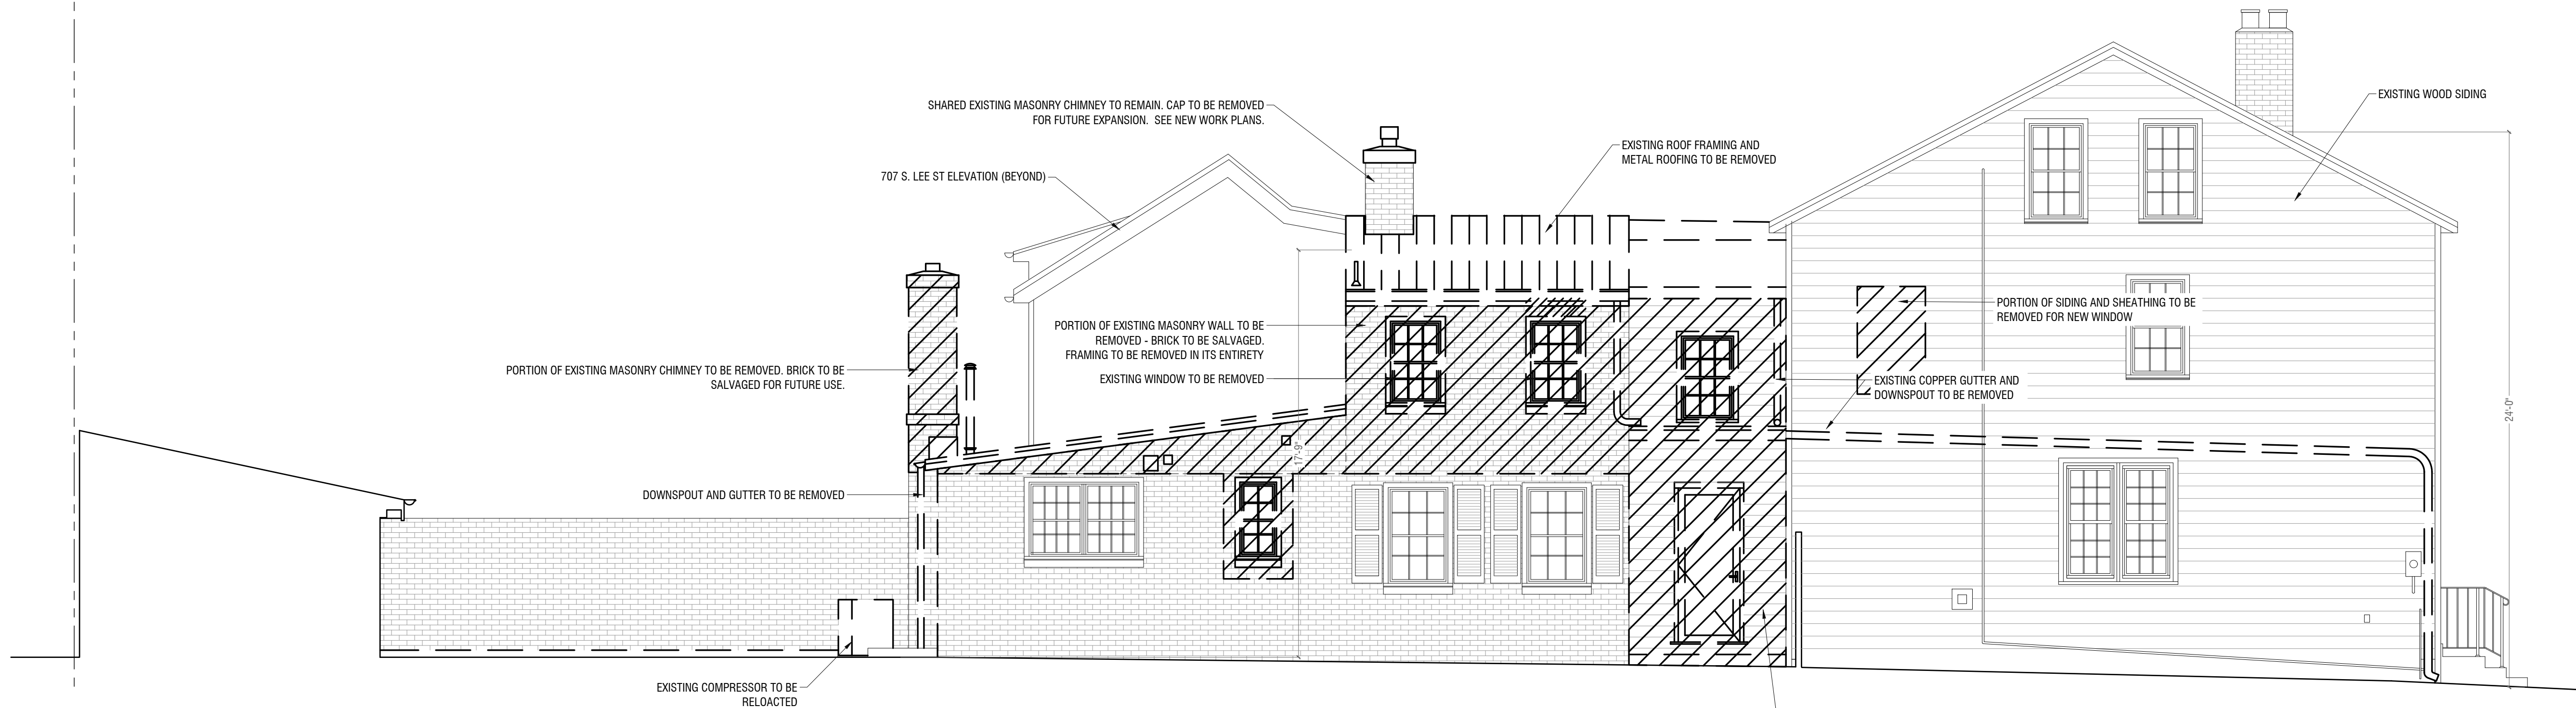 SHARED EXISTING MASONRY CHIMNEY TO REMAIN. CAP TO BE REMOVED
FOR FUTURE EXPANSION.  SEE NEW WORK PLANS.
EXISTING WOOD SIDING
EXISTING ROOF FRAMING AND
METAL ROOFING TO BE REMOVED
707 S. LEE ST ELEVATION (BEYOND)
PORTION OF SIDING AND SHEATHING TO BE
REMOVED FOR NEW WINDOW
PORTION OF EXISTING MASONRY WALL TO BE
REMOVED - BRICK TO BE SALVAGED.
FRAMING TO BE REMOVED IN ITS ENTIRETY
PORTION OF EXISTING MASONRY CHIMNEY TO BE REMOVED. BRICK TO BE
SALVAGED FOR FUTURE USE.
EXISTING WINDOW TO BE REMOVED
EXISTING COPPER GUTTER AND
DOWNSPOUT TO BE REMOVED
24'-0"
17'-9"
DOWNSPOUT AND GUTTER TO BE REMOVED
EXISTING COMPRESSOR TO BE
RELOACTED